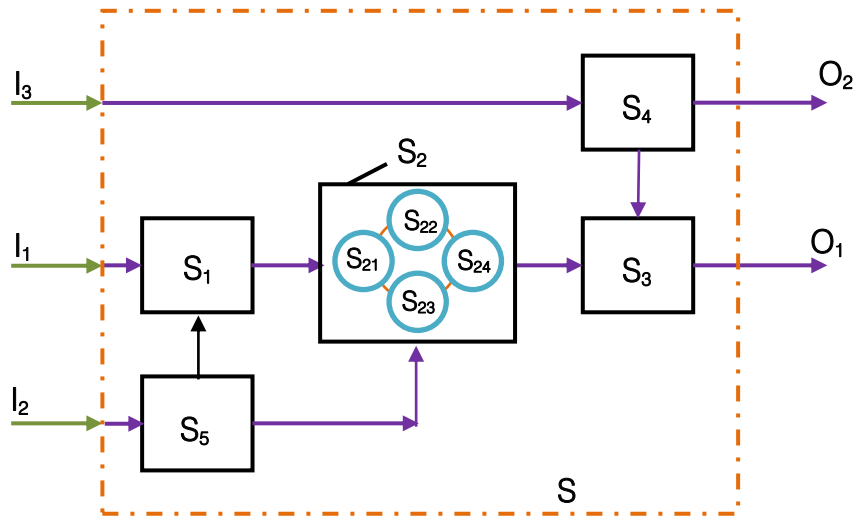 I₃
S₄
O₂
S₂
I₁
S₁
S₂₁
S₂₂
S₂₃
S₂₄
S₃
O₁
I₂
S₅
S